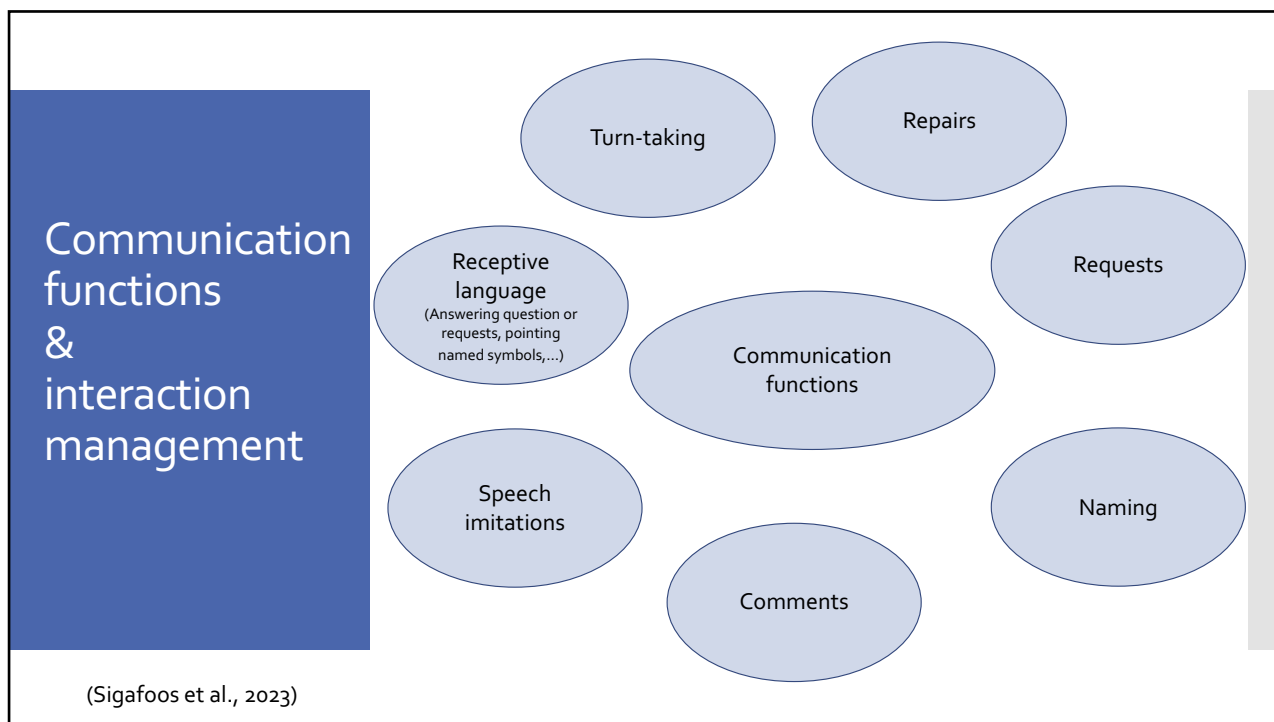 Communication
functions
&
interaction
management
Turn-taking
Repairs
Receptive
language
(Answering question or
requests, pointing
named symbols,...)
Requests
Communication
functions
Speech
imitations
Naming
Comments
(Sigafoos et al., 2023)